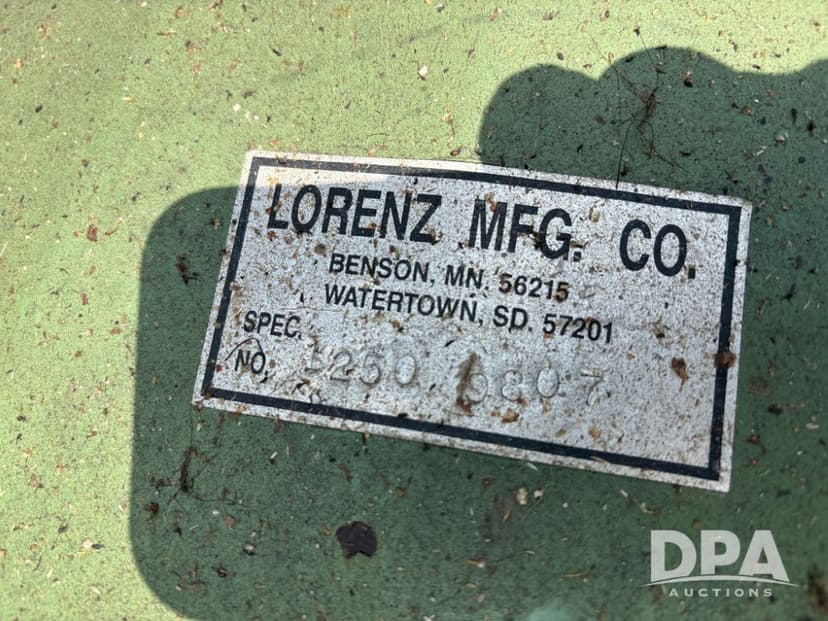 LORENZ MFG. CO.
BENSON, MN. 56215
WATERTOWN, SD. 57201
SPEC.
NO.
DPA
AUCTIONS